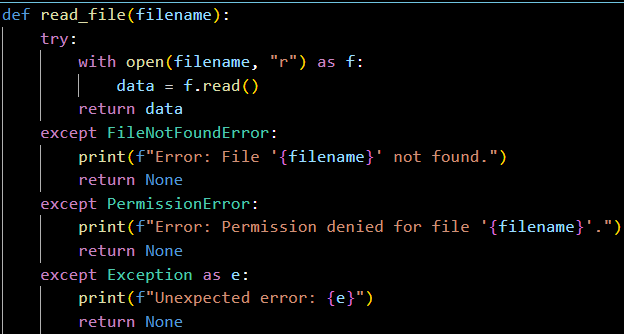 def read_file(filename):
    try:
        with open(filename, "r") as f:
            data = f.read()
        return data
    except FileNotFoundError:
        print(f"Error: File '{filename}' not found.")
        return None
    except PermissionError:
        print(f"Error: Permission denied for file '{filename}'.")
        return None
    except Exception as e:
        print(f"Unexpected error: {e}")
        return None